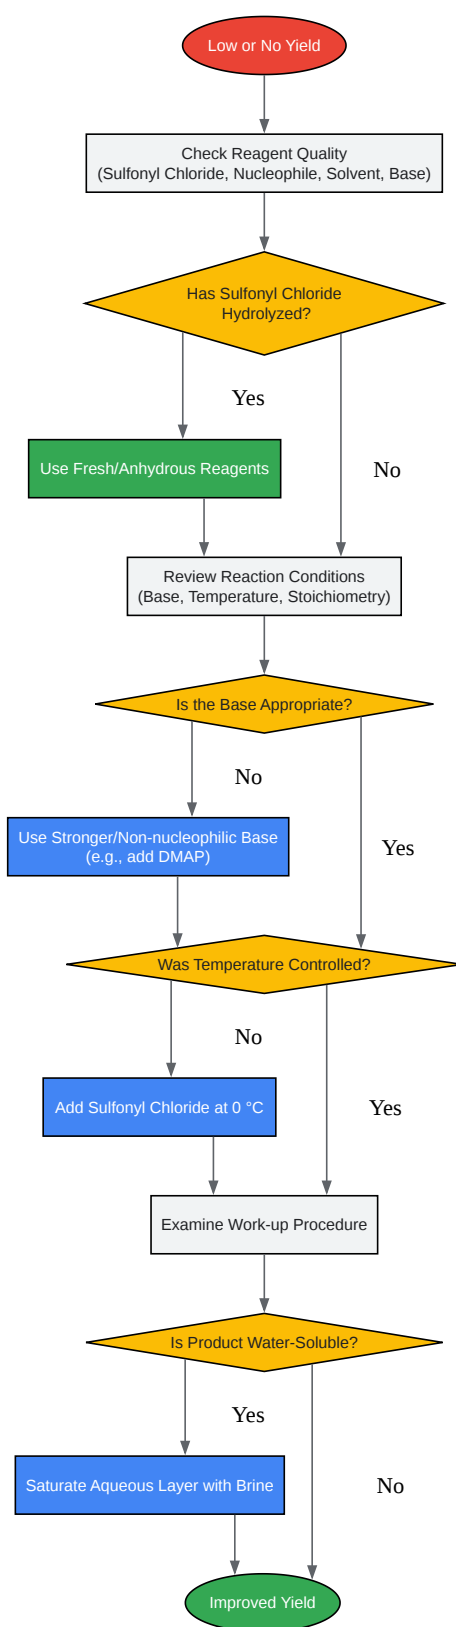 Low or No Yield
Check Reagent Quality
(Sulfonyl Chloride, Nucleophile, Solvent, Base)
Has Sulfonyl Chloride
Hydrolyzed?
Yes
Use Fresh/Anhydrous Reagents
No
Review Reaction Conditions
(Base, Temperature, Stoichiometry)
Is the Base Appropriate?
No
Use Stronger/Non-nucleophilic Base
(e.g., add DMAP)
Yes
Was Temperature Controlled?
No
Add Sulfonyl Chloride at 0 °C
Yes
Examine Work-up Procedure
Is Product Water-Soluble?
Yes
Saturate Aqueous Layer with Brine
No
Improved Yield